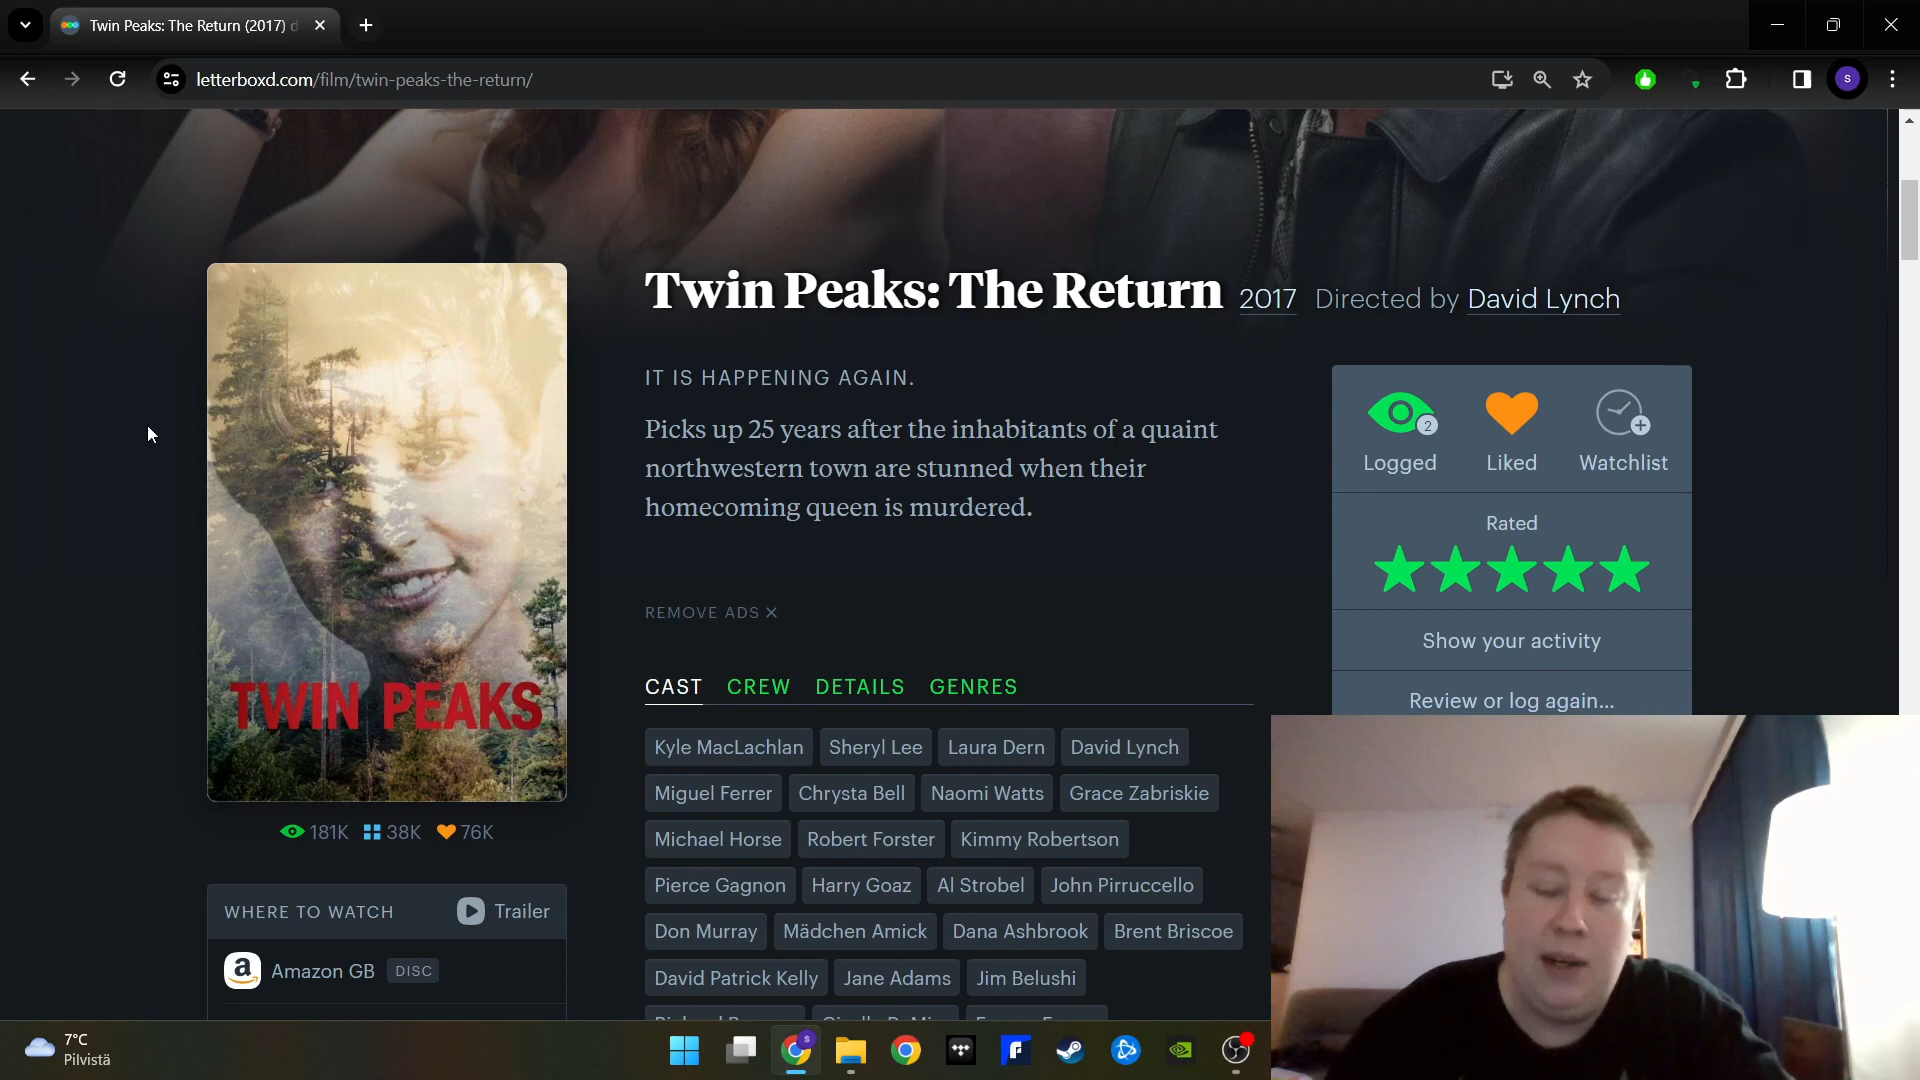 Twin Peaks: The Return (2017) d
letterboxd.com/film/twin-peaks-the-return/
S
Twin Peaks: The Return 2017 Directed by David Lynch
IT IS HAPPENING AGAIN.
Picks up 25 years after the inhabitants of a quaint
northwestern town are stunned when their
homecoming queen is murdered.
REMOVE ADS
2
Logged Liked Watchlist
Rated
Show your activity
Review or log again...
TWIN PEAKS
181K 38K 76K
WHERE TO WATCH Trailer
Amazon GB DISC
CAST CREW DETAILS GENRES
Kyle MacLachlan Sheryl Lee Laura Dern David Lynch
Miguel Ferrer Chrysta Bell Naomi Watts Grace Zabriskie
Michael Horse Robert Forster Kimmy Robertson
Pierce Gagnon Harry Goaz Al Strobel John Pirruccello
Don Murray Mädchen Amick Dana Ashbrook Brent Briscoe
David Patrick Kelly Jane Adams Jim Belushi
7°C
Pilvistä